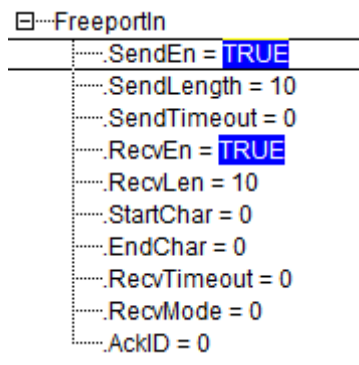 FreeportIn
.SendEn = TRUE
.SendLength = 10
.SendTimeout = 0
.RecvEn = TRUE
.RecvLen = 10
.StartChar = 0
.EndChar = 0
.RecvTimeout = 0
.RecvMode = 0
.AckID = 0